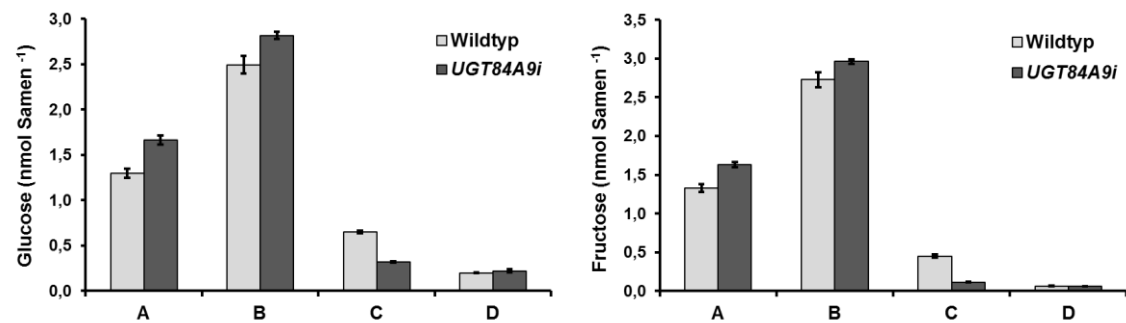 3,0
2,5
2,0
1,5
1,0
0,5
0,0
Glucose (nmol Samen ⁻¹)
Wildtyp
UGT84A9i
A B C D
3,5
3,0
2,5
2,0
1,5
1,0
0,5
0,0
Fructose (nmol Samen ⁻¹)
Wildtyp
UGT84A9i
A B C D